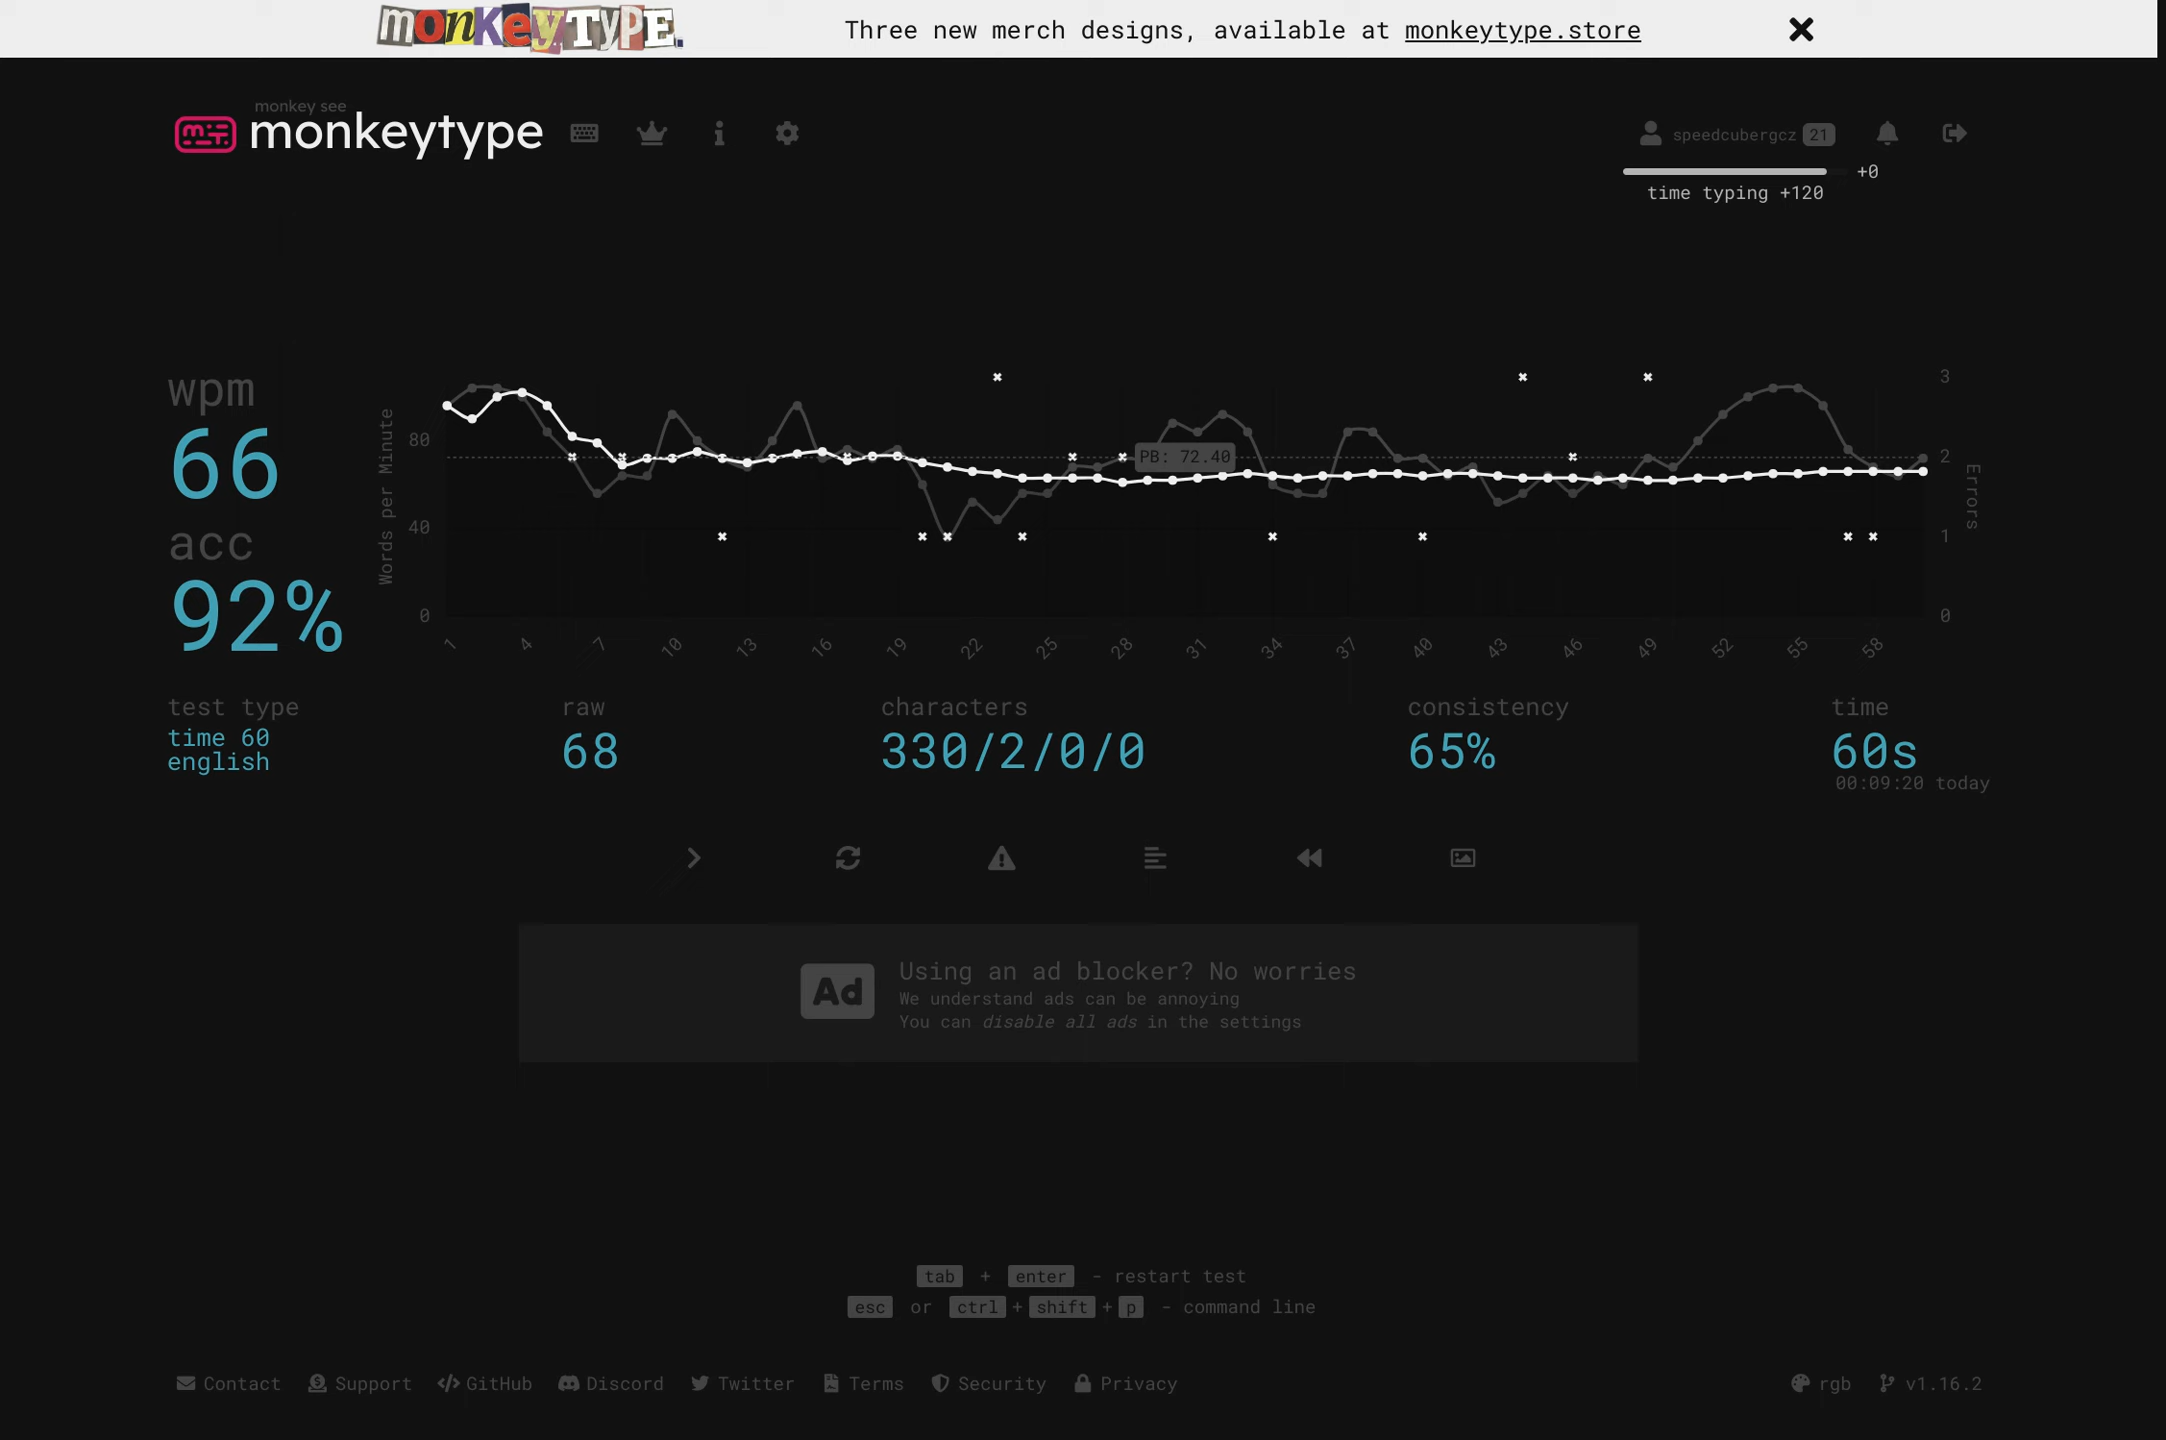 monkeytype.
Three new merch designs, available at monkeytype.store
monkey see
monkeytype
speedcubergcz 21
+0
time typing +120
wpm
66
acc
92%
Words per Minute
80
40
0
PB: 72.40
3
2
1
0
Errors
1 4 7 10 13 16 19 22 25 28 31 34 37 40 43 46 49 52 55 58
test type
time 60
english
raw
68
characters
330/2/0/0
consistency
65%
time
60s
00:09:20 today
Ad
Using an ad blocker? No worries
We understand ads can be annoying
You can disable all ads in the settings
tab + enter - restart test
esc or ctrl + shift + p - command line
Contact Support GitHub Discord Twitter Terms Security Privacy
rgb v1.16.2